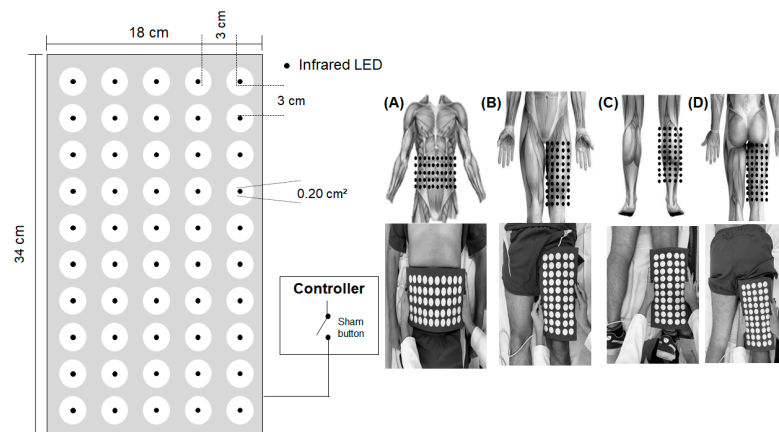 18 cm
3 cm
Infrared LED
3 cm
0.20 cm²
34 cm
Controller
Sham
button
(A)
(B)
(C)
(D)